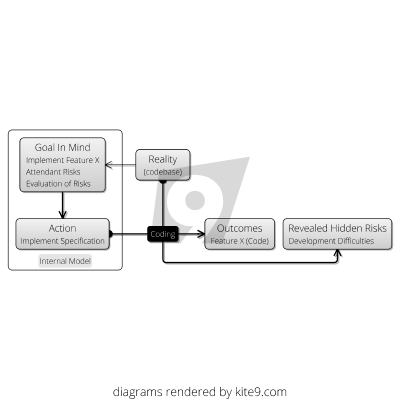 Goal In Mind
Implement Feature X
Attendant Risks
Evaluation of Risks
Reality
(codebase)
Action
Implement Specification
Coding
Outcomes
Feature X (Code)
Revealed Hidden Risks
Development Difficulties
Internal Model
diagrams rendered by kite9.com